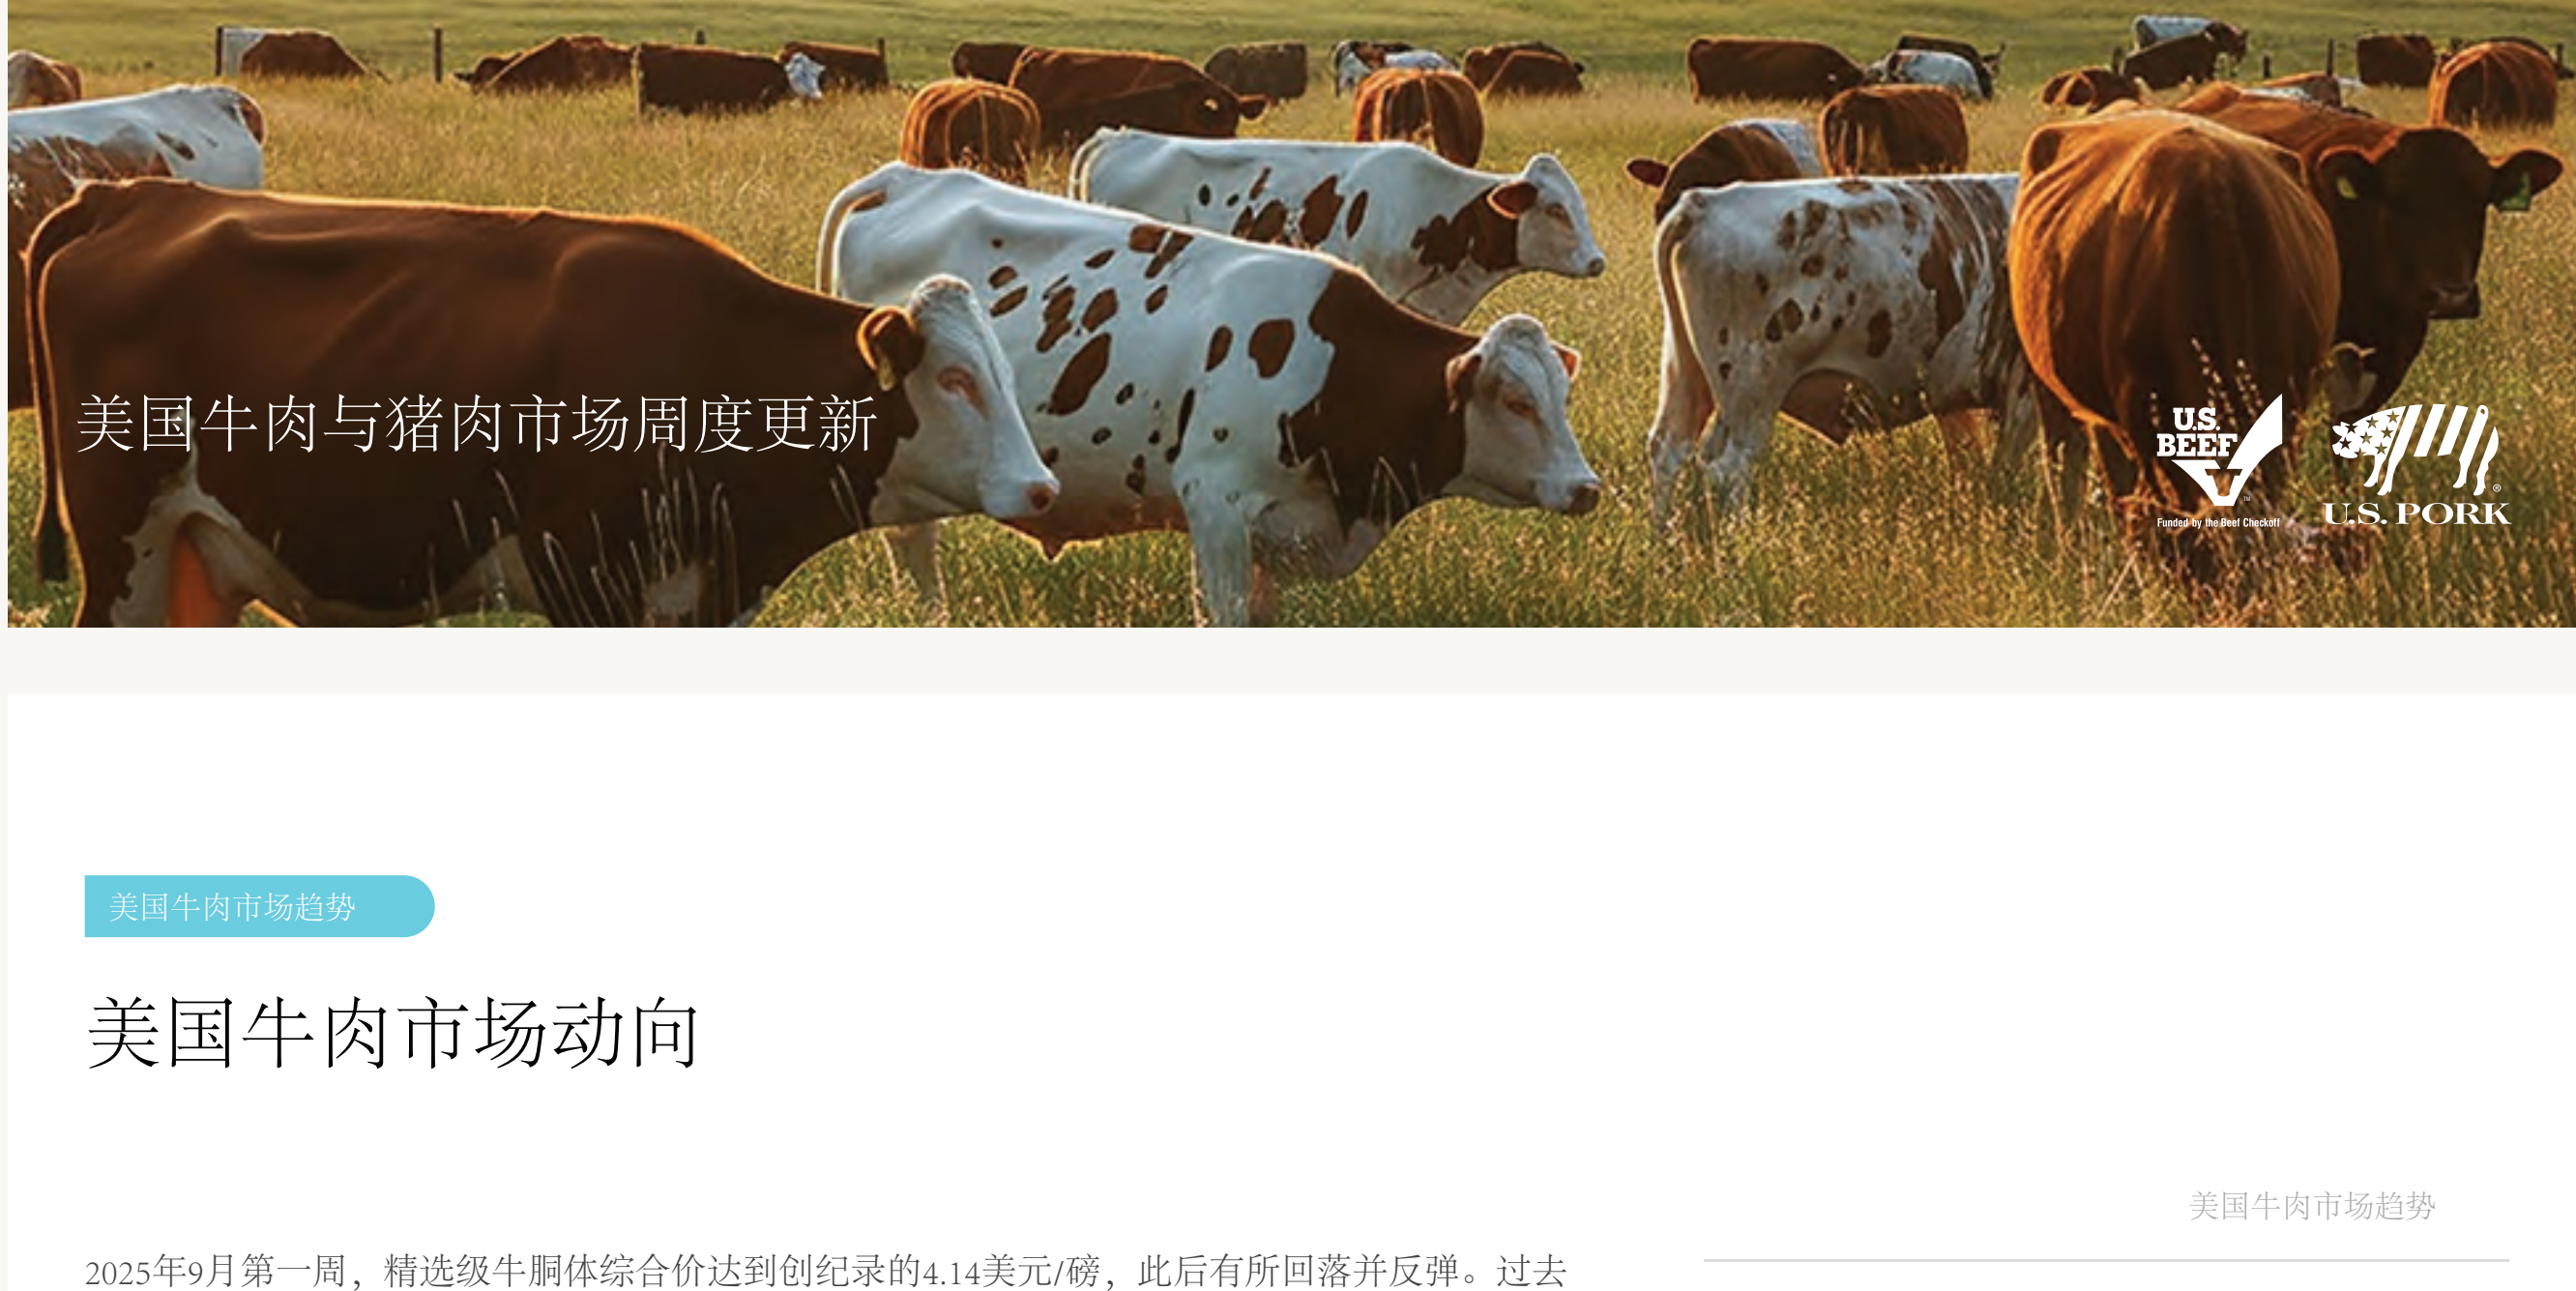 美国牛肉与猪肉市场周度更新
U.S.
BEEF
TM
Funded by the Beef Checkoff
®
U.S. PORK
美国牛肉市场趋势
美国牛肉市场动向
美国牛肉市场趋势
2025年9月第一周，精选级牛胴体综合价达到创纪录的4.14美元/磅，此后有所回落并反弹。过去